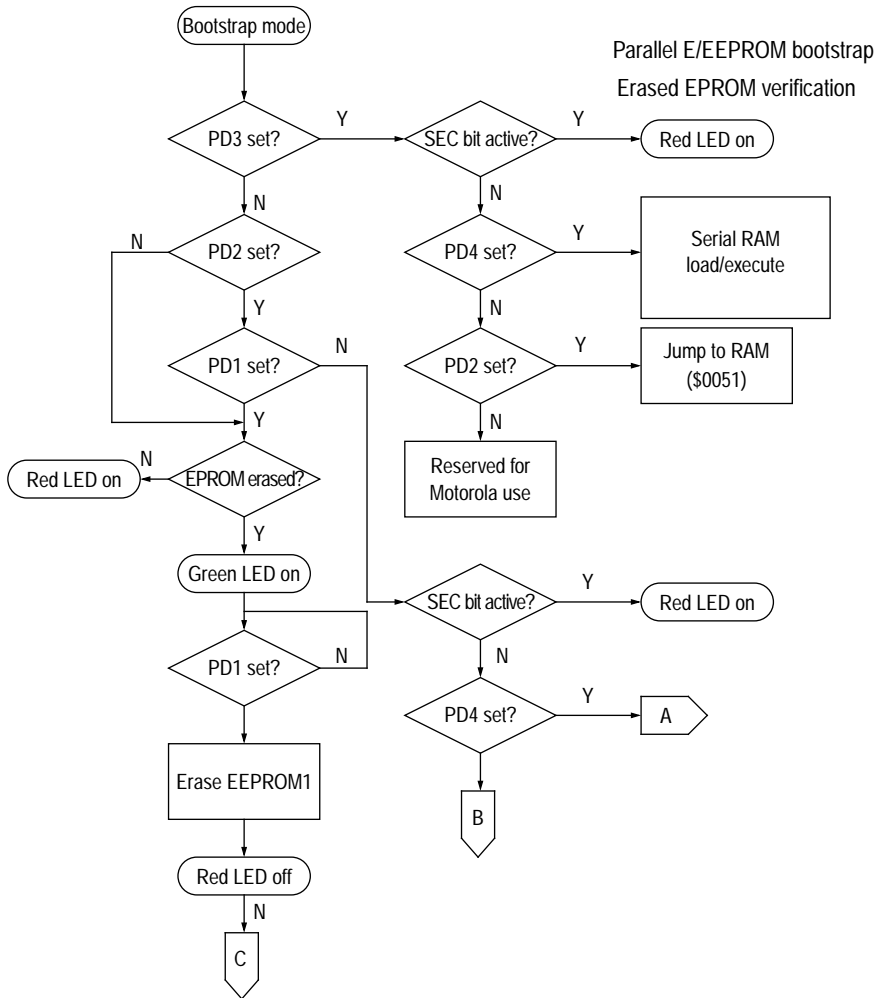 Bootstrap mode
Parallel E/EEPROM bootstrap
Erased EPROM verification
PD3 set?
Y
SEC bit active?
Y
Red LED on
N
N
N
PD2 set?
PD4 set?
Y
Serial RAM
load/execute
Y
N
PD1 set?
N
PD2 set?
Y
Jump to RAM
($0051)
Y
N
Red LED on
N
EPROM erased?
Reserved for
Motorola use
Y
Green LED on
SEC bit active?
Y
Red LED on
PD1 set?
N
N
PD4 set?
Y
A
Erase EEPROM1
B
Red LED off
N
C